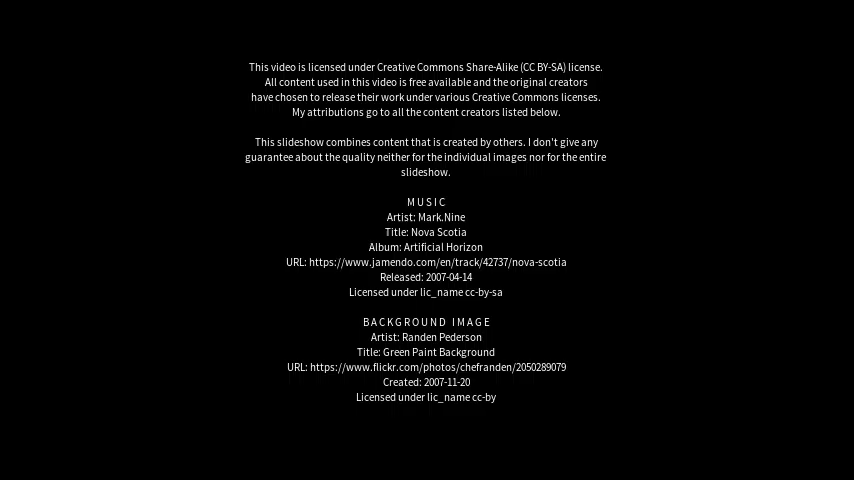 This video is licensed under Creative Commons Share-Alike (CC BY-SA) license.
All content used in this video is free available and the original creators
have chosen to release their work under various Creative Commons licenses.
My attributions go to all the content creators listed below.
This slideshow combines content that is created by others. I don't give any
guarantee about the quality neither for the individual images nor for the entire
slideshow.
MUSIC
Artist: Mark.Nine
Title: Nova Scotia
Album: Artificial Horizon
URL: https://www.jamendo.com/en/track/42737/nova-scotia
Released: 2007-04-14
Licensed under lic_name cc-by-sa
BACKGROUND IMAGE
Artist: Randen Pederson
Title: Green Paint Background
URL: https://www.flickr.com/photos/chefranden/2050289079
Created: 2007-11-20
Licensed under lic_name cc-by